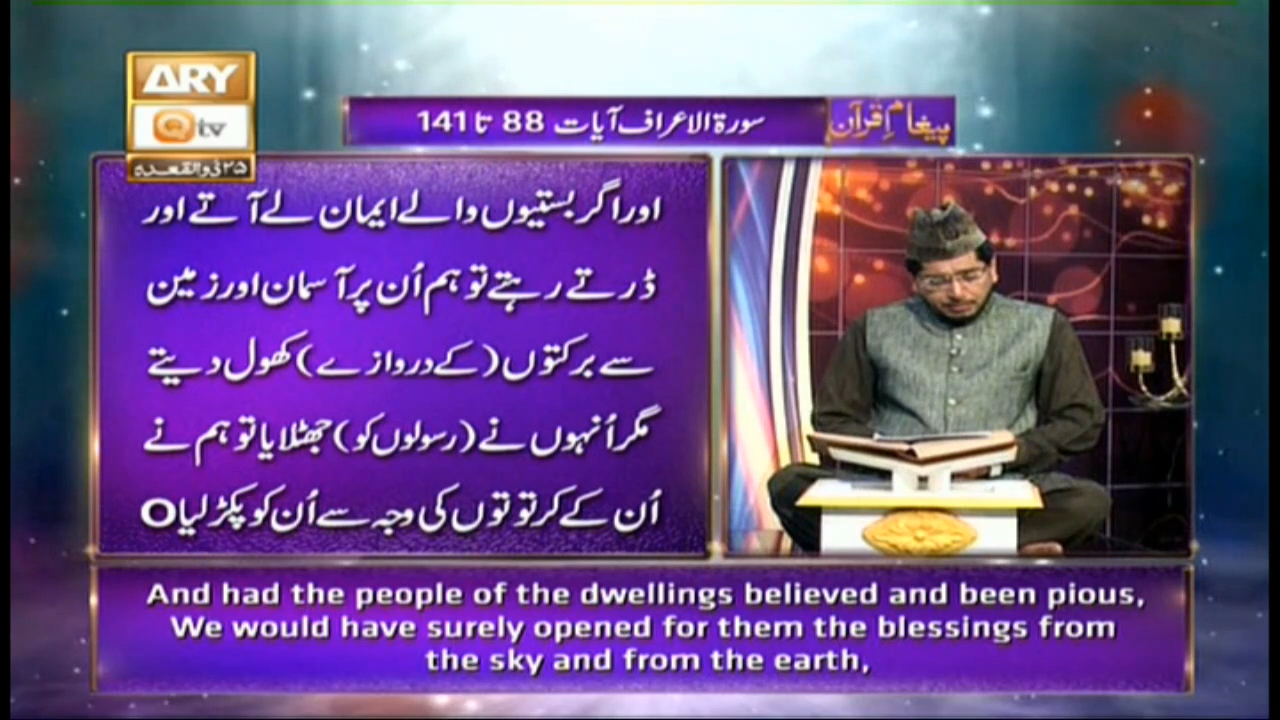 ARY
Qtv
۲۵ ذوالقعدہ
پیغامِ قرآن
سورۃ الاعراف آیات 88 تا 141
اور اگر بستیوں والے ایمان لے آتے اور
ڈرتے رہتے تو ہم اُن پر آسمان اور زمین
سے برکتوں (کے دروازے) کھول دیتے
مگر اُنہوں نے (رسولوں کو) جھٹلایا تو ہم نے
اُن کے کرتوتوں کی وجہ سے اُن کو پکڑ لیا O
And had the people of the dwellings believed and been pious,
We would have surely opened for them the blessings from
the sky and from the earth,